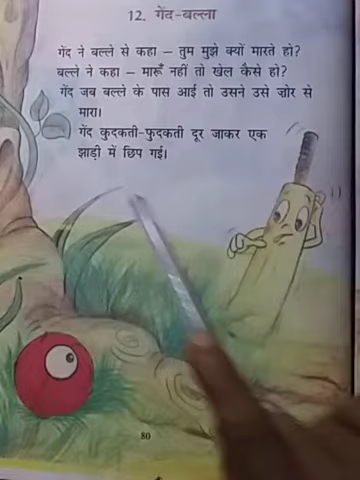 12. गेंद-बल्ला
गेंद ने बल्ले से कहा – तुम मुझे क्यों मारते हो?
बल्ले ने कहा – मारूँ नहीं तो खेल कैसे हो?
गेंद जब बल्ले के पास आई तो उसने उसे ज़ोर से
मारा।
गेंद कुदकती-फुदकती दूर जाकर एक
झाड़ी में छिप गई।
80